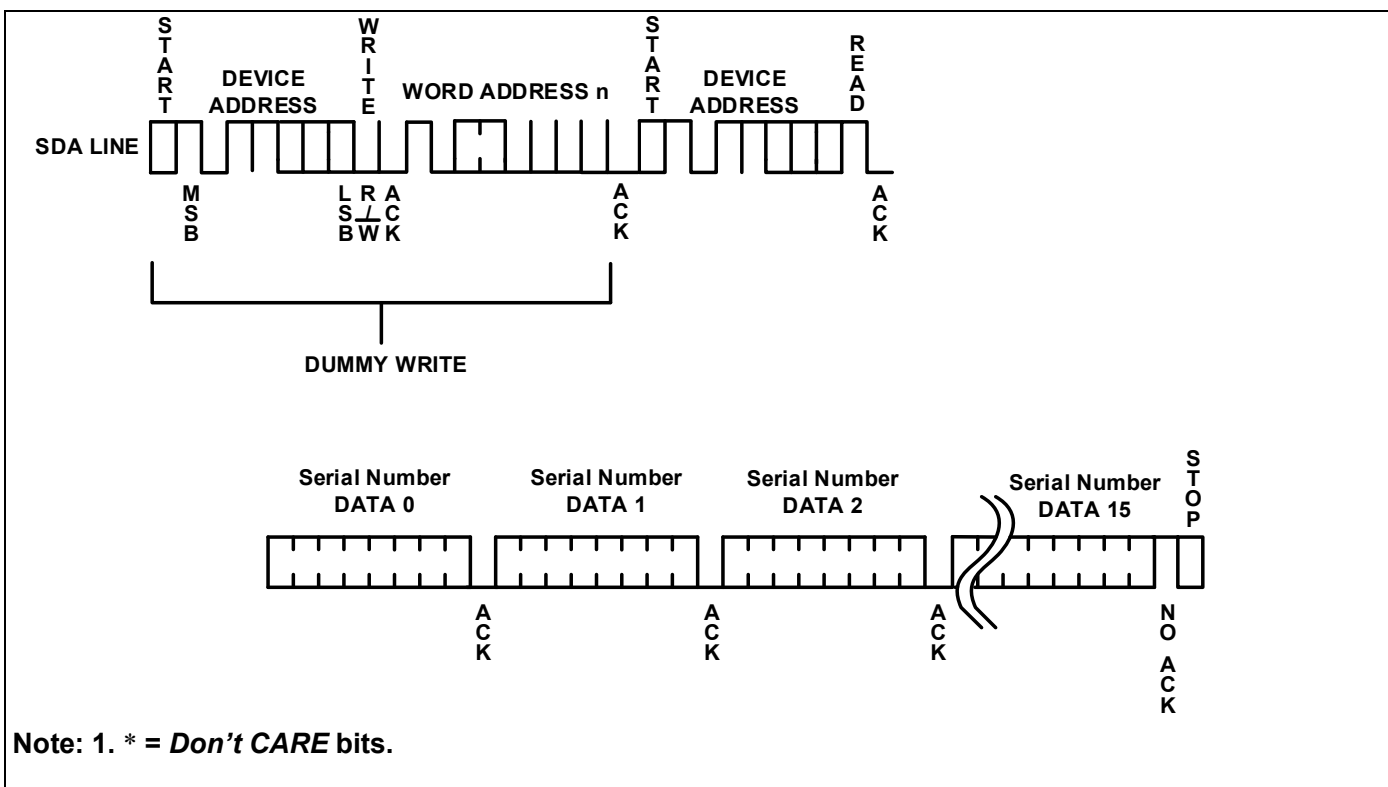 START
WRITE
START
READ
DEVICE
ADDRESS
WORD ADDRESS n
DEVICE
ADDRESS
SDA LINE
MSB
LSB
R/W
ACK
ACK
ACK
DUMMY WRITE
Serial Number
DATA 0
Serial Number
DATA 1
Serial Number
DATA 2
Serial Number
DATA 15
STOP
ACK
ACK
ACK
NO ACK
Note: 1. * = Don't CARE bits.